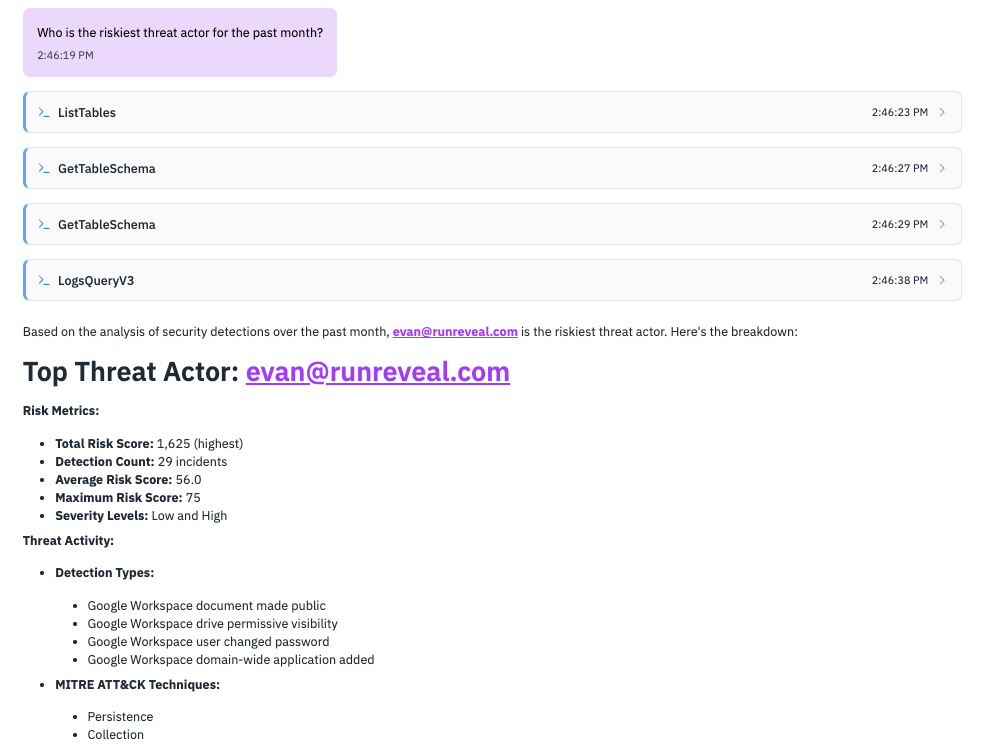 Who is the riskiest threat actor for the past month?
2:46:19 PM
ListTables 2:46:23 PM
GetTableSchema 2:46:27 PM
GetTableSchema 2:46:29 PM
LogsQueryV3 2:46:38 PM
Based on the analysis of security detections over the past month, evan@runreveal.com is the riskiest threat actor. Here's the breakdown:
Top Threat Actor: evan@runreveal.com
Risk Metrics:
Total Risk Score: 1,625 (highest)
Detection Count: 29 incidents
Average Risk Score: 56.0
Maximum Risk Score: 75
Severity Levels: Low and High
Threat Activity:
Detection Types:
Google Workspace document made public
Google Workspace drive permissive visibility
Google Workspace user changed password
Google Workspace domain-wide application added
MITRE ATT&CK Techniques:
Persistence
Collection